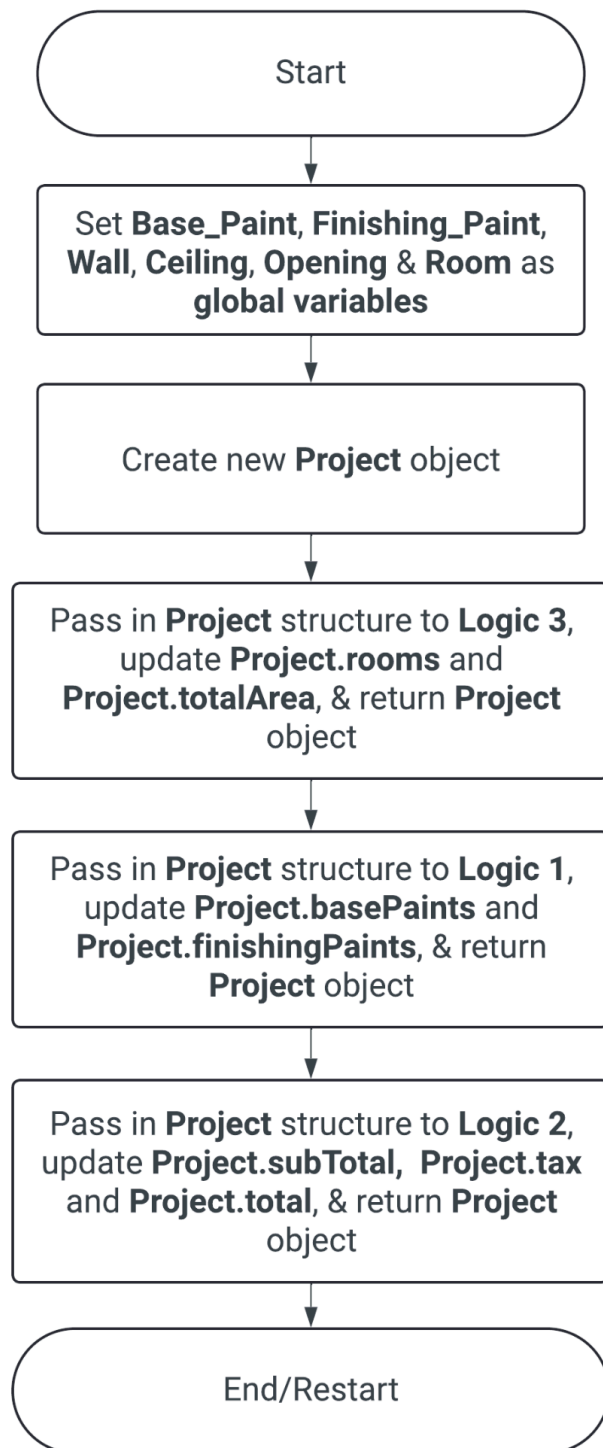 Start
Set Base_Paint, Finishing_Paint,
Wall, Ceiling, Opening & Room as
global variables
Create new Project object
Pass in Project structure to Logic 3,
update Project.rooms and
Project.totalArea, & return Project
object
Pass in Project structure to Logic 1,
update Project.basePaints and
Project.finishingPaints, & return
Project object
Pass in Project structure to Logic 2,
update Project.subTotal, Project.tax
and Project.total, & return Project
object
End/Restart